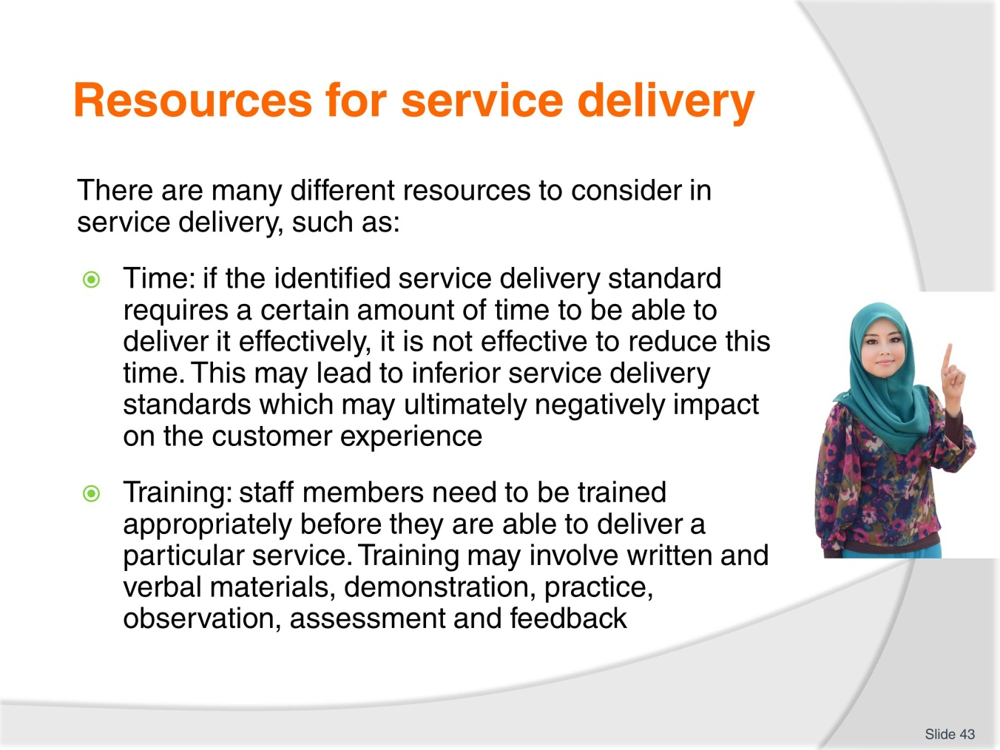 Resources for service delivery
There are many different resources to consider in
service delivery, such as:
Time: if the identified service delivery standard
requires a certain amount of time to be able to
deliver it effectively, it is not effective to reduce this
time. This may lead to inferior service delivery
standards which may ultimately negatively impact
on the customer experience
Training: staff members need to be trained
appropriately before they are able to deliver a
particular service. Training may involve written and
verbal materials, demonstration, practice,
observation, assessment and feedback
Slide 43